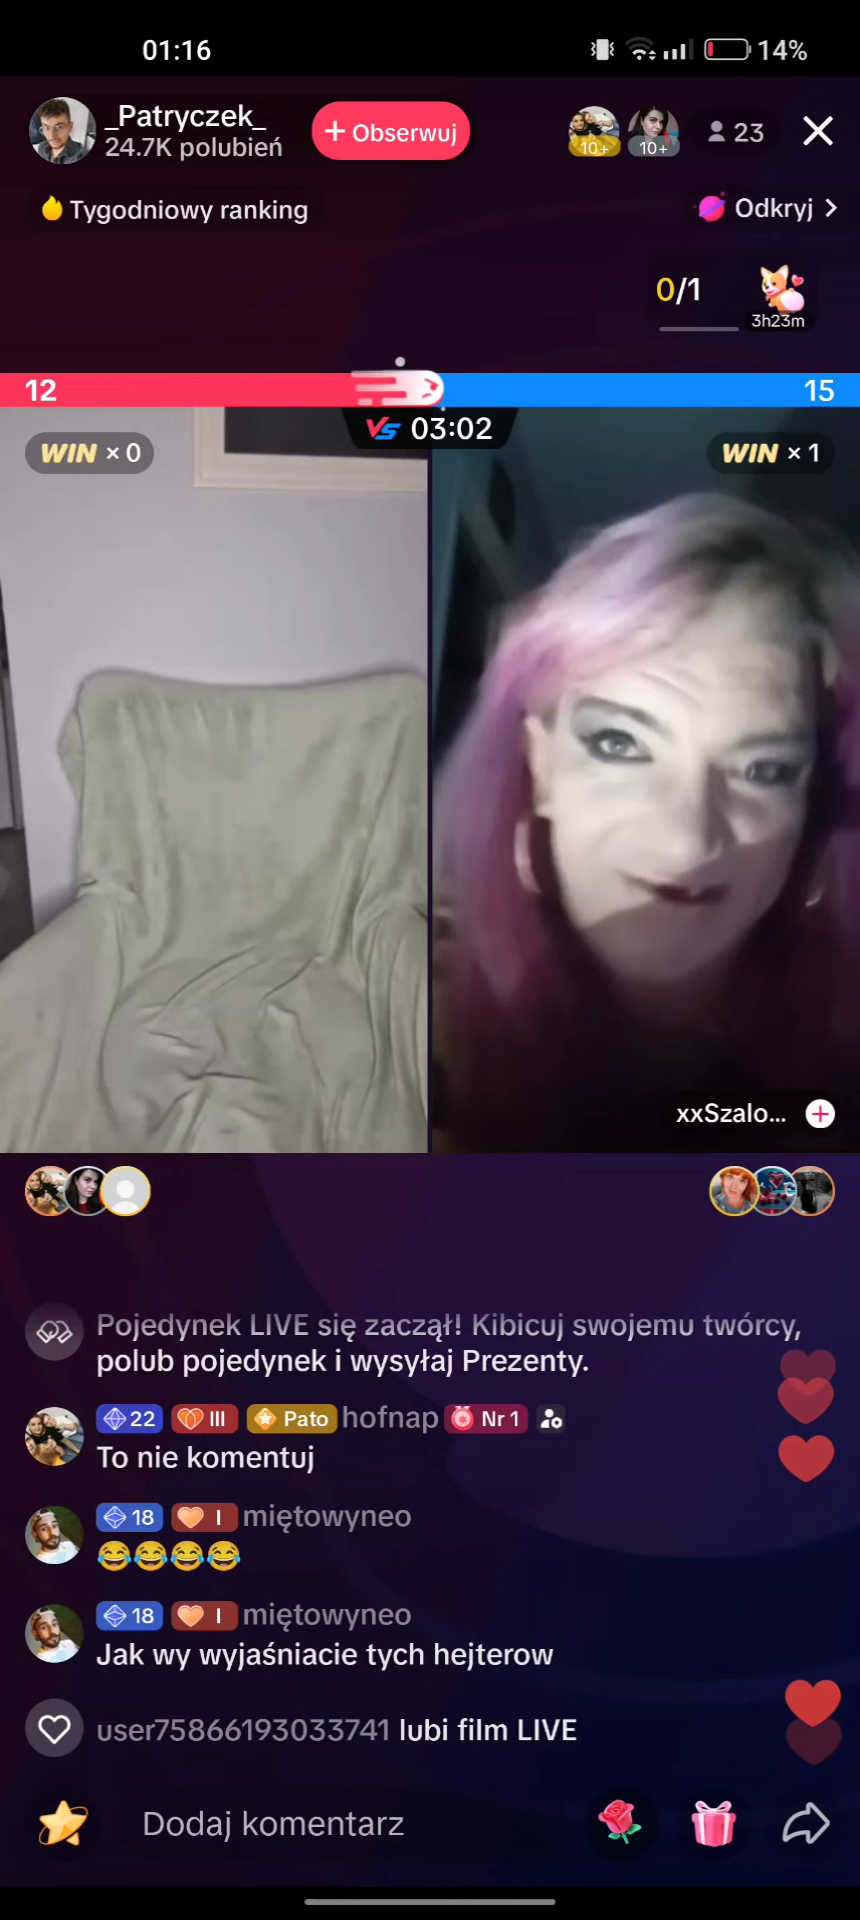 01:16
14%
_Patryczek_
24.7K polubień
+ Obserwuj
10+
10+
23
Tygodniowy ranking
Odkryj >
0/1
3h23m
12
15
VS 03:02
WIN × 0
WIN × 1
xxSzalo...
Pojedynek LIVE się zaczął! Kibicuj swojemu twórcy,
polub pojedynek i wysyłaj Prezenty.
22 III Pato hofnap Nr 1
To nie komentuj
18 I miętowyneo
😂😂😂😂
18 I miętowyneo
Jak wy wyjaśniacie tych hejterow
user75866193033741 lubi film LIVE
Dodaj komentarz